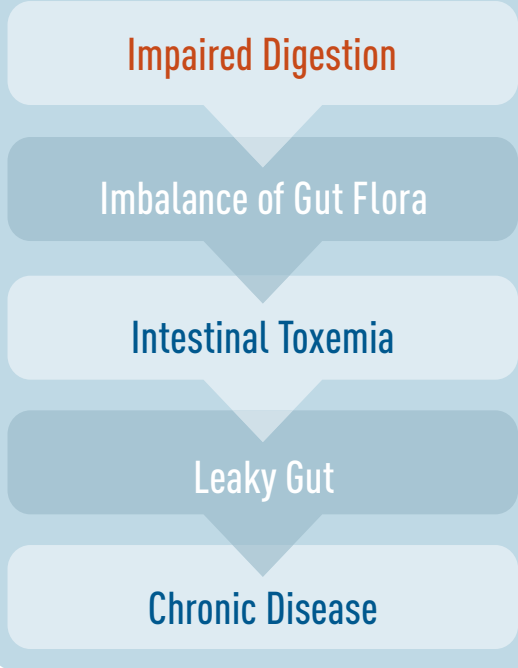 Impaired Digestion
Imbalance of Gut Flora
Intestinal Toxemia
Leaky Gut
Chronic Disease